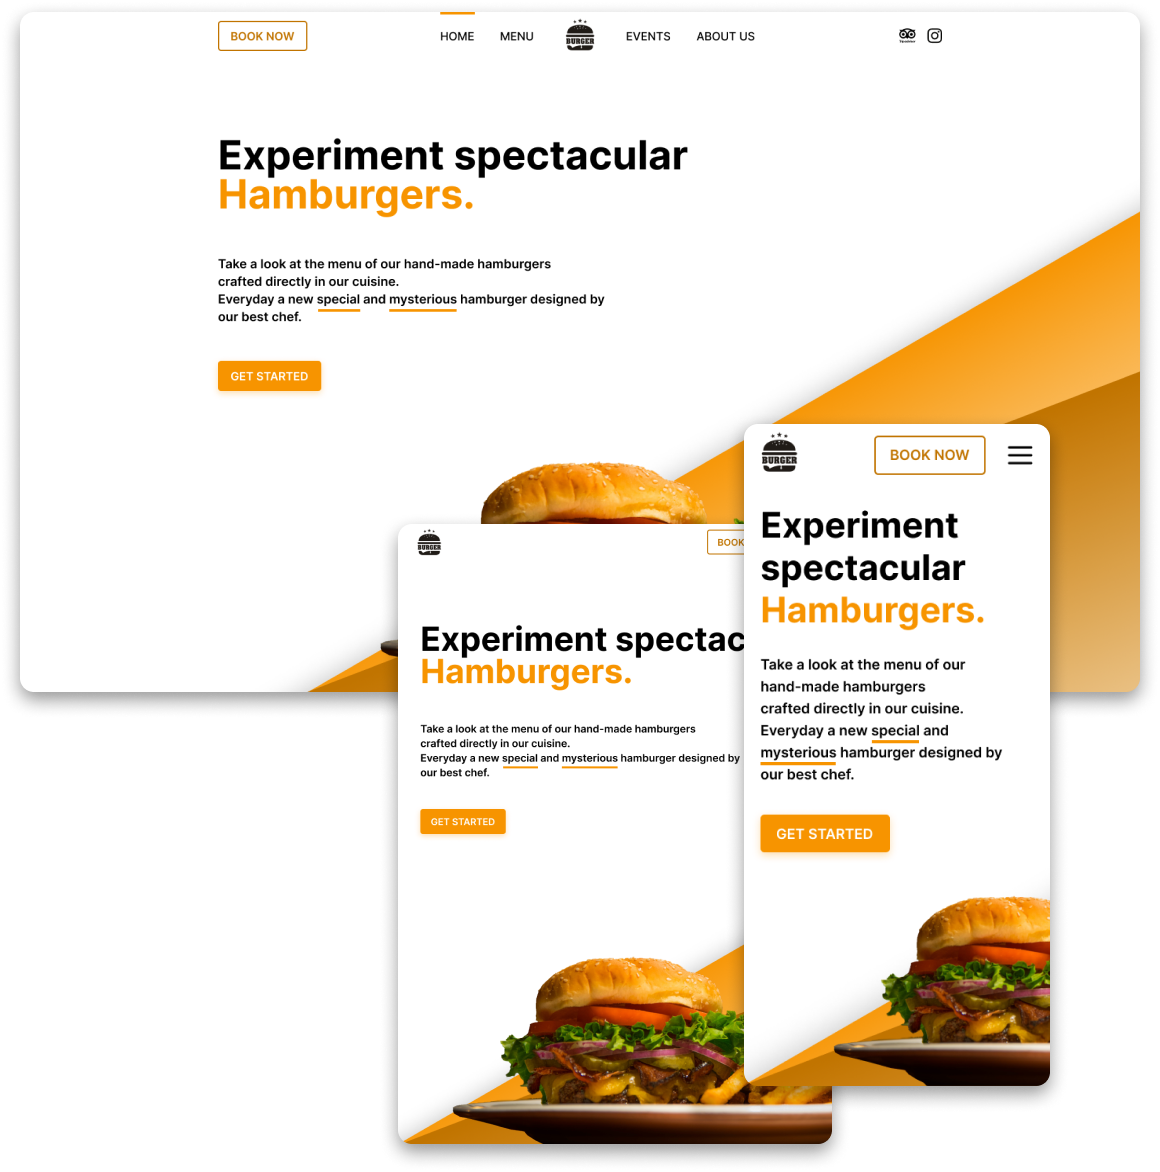 BOOK NOW
HOME
MENU
BURGER
EVENTS
ABOUT US
Experiment spectacular
Hamburgers.
Take a look at the menu of our hand-made hamburgers
crafted directly in our cuisine.
Everyday a new special and mysterious hamburger designed by
our best chef.
GET STARTED
BURGER
BOOK
Experiment spectac
Hamburgers.
Take a look at the menu of our hand-made hamburgers
crafted directly in our cuisine.
Everyday a new special and mysterious hamburger designed by
our best chef.
GET STARTED
BURGER
BOOK NOW
Experiment
spectacular
Hamburgers.
Take a look at the menu of our
hand-made hamburgers
crafted directly in our cuisine.
Everyday a new special and
mysterious hamburger designed by
our best chef.
GET STARTED